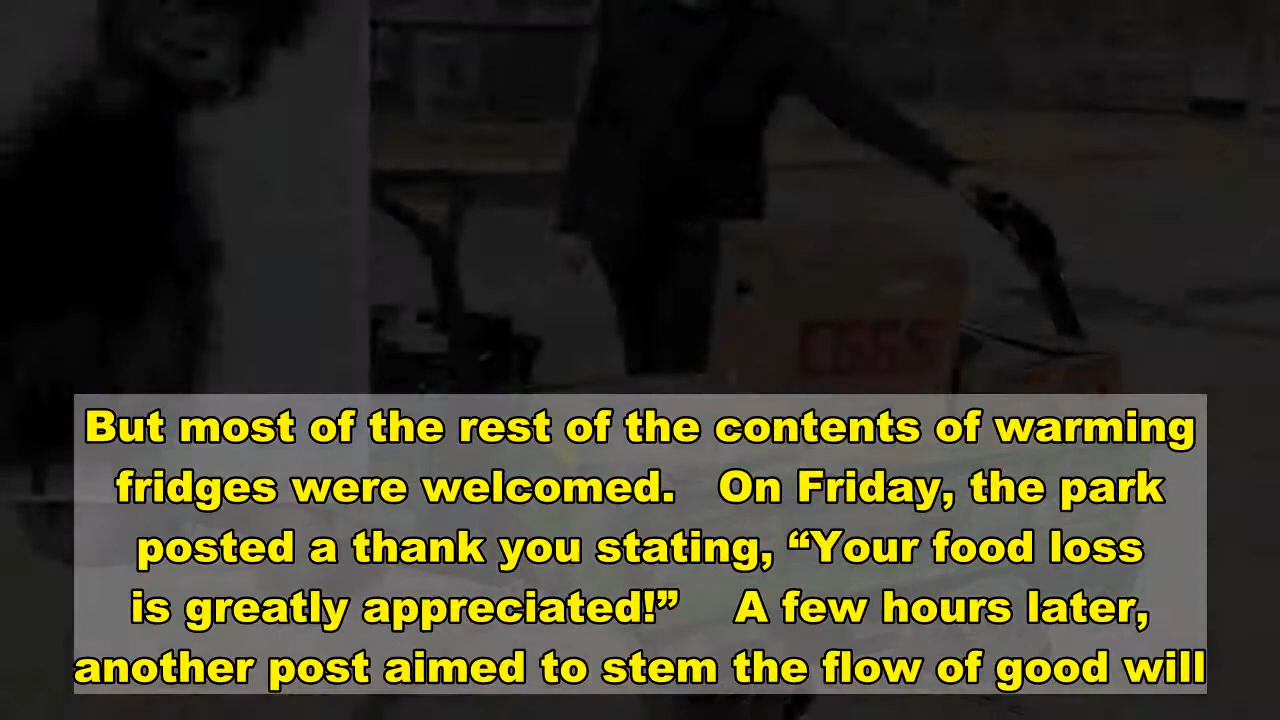 CGGS
But most of the rest of the contents of warming
fridges were welcomed. On Friday, the park
posted a thank you stating, “Your food loss
is greatly appreciated!” A few hours later,
another post aimed to stem the flow of good will